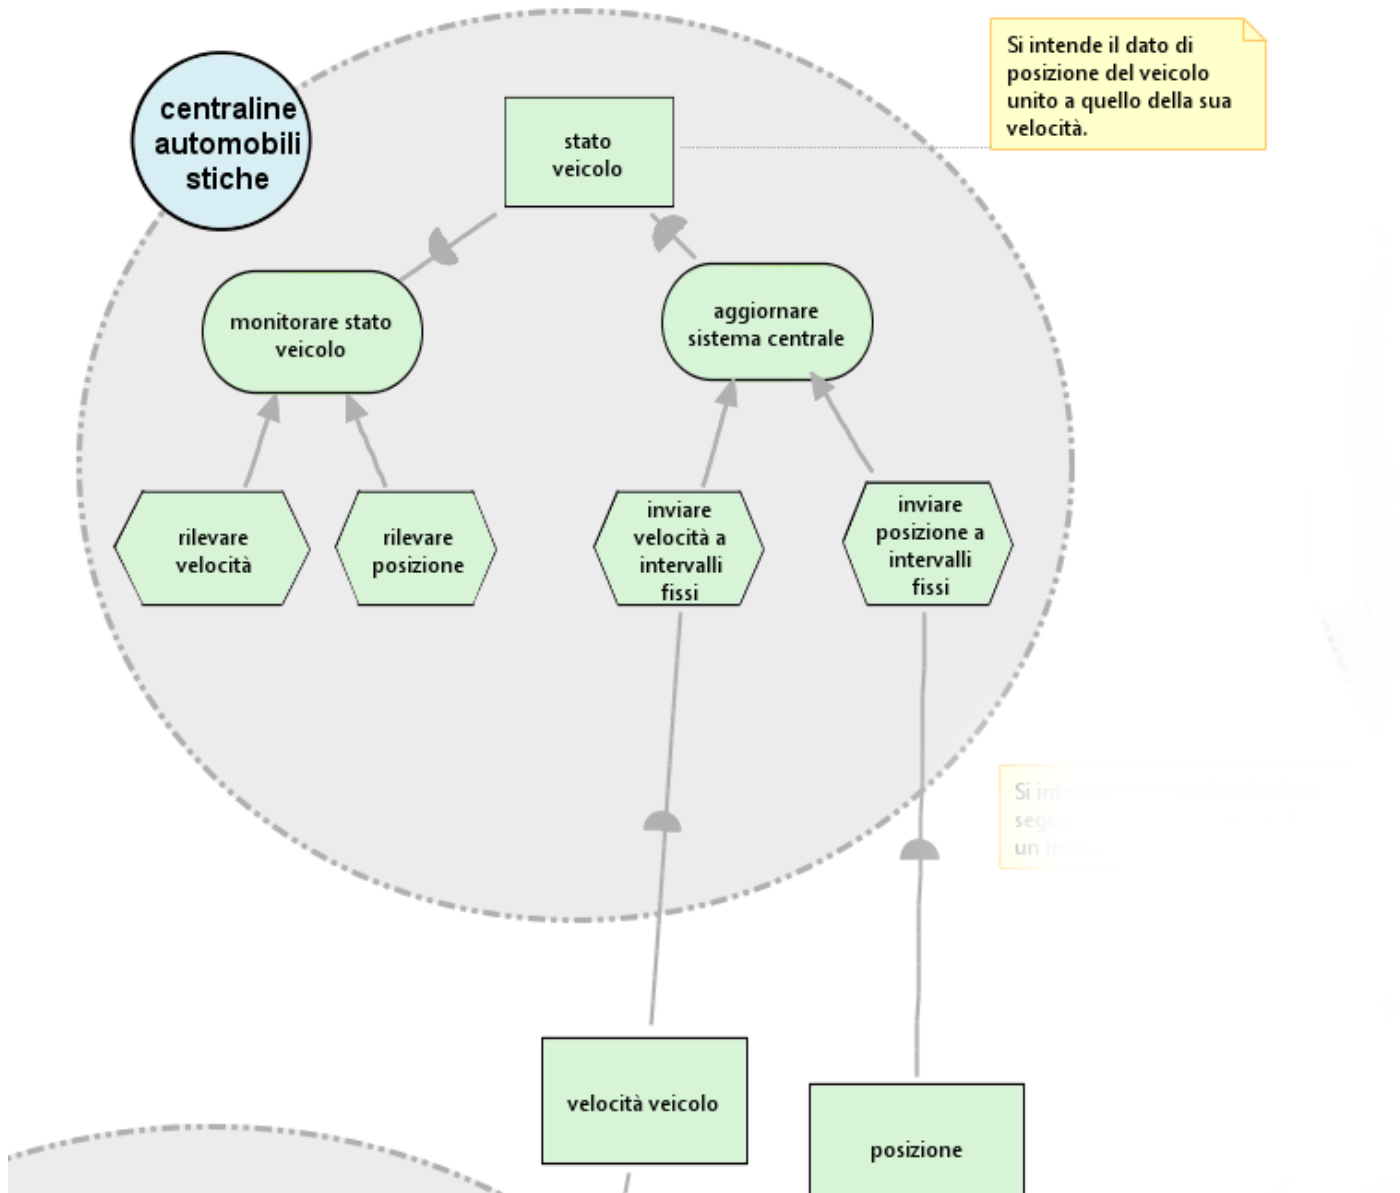 centraline
automobili
stiche
stato
veicolo
Si intende il dato di
posizione del veicolo
unito a quello della sua
velocità.
monitorare stato
veicolo
aggiornare
sistema centrale
rilevare
velocità
rilevare
posizione
inviare
velocità a
intervalli
fissi
inviare
posizione a
intervalli
fissi
Si
un
velocità veicolo
posizione